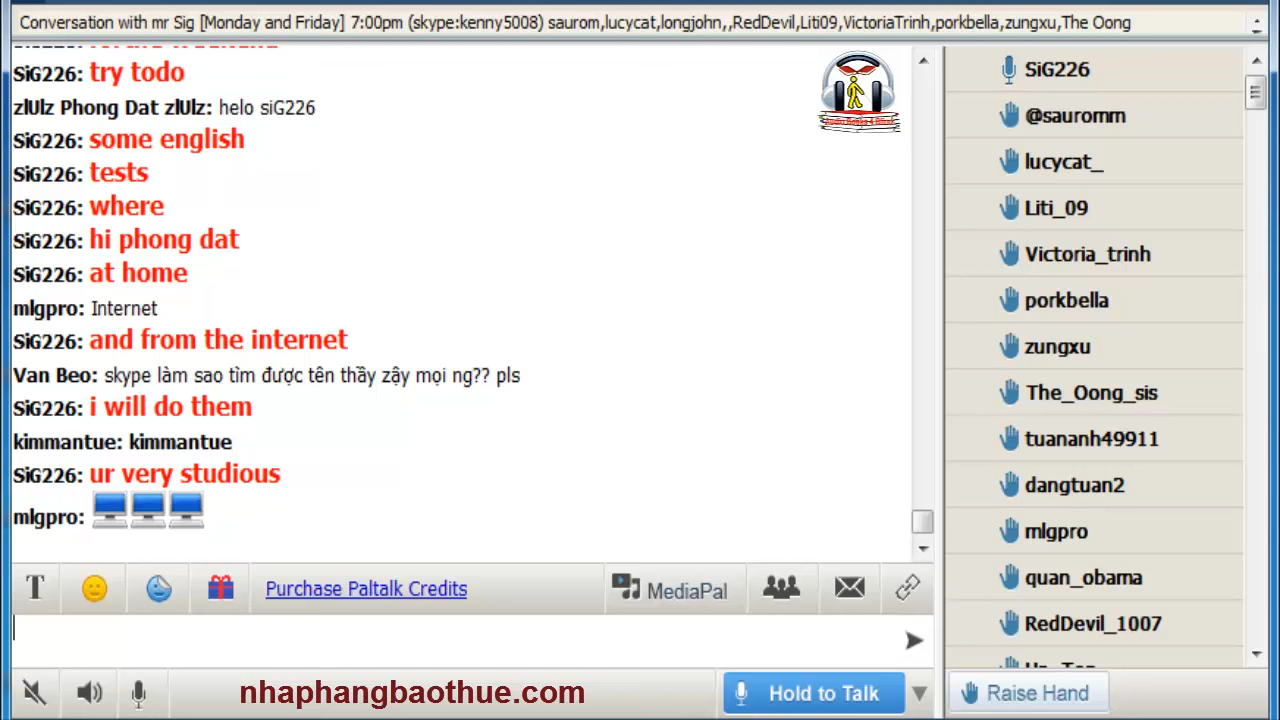 Conversation with mr Sig [Monday and Friday] 7:00pm (skype:kenny5008) saurom,lucycat,longjohn,,RedDevil,Liti09,VictoriaTrinh,porkbella,zungxu,The Oong
SiG226: try todo
zlUlz Phong Dat zlUlz: helo siG226
SiG226: some english
SiG226: tests
SiG226: where
SiG226: hi phong dat
SiG226: at home
mlgpro: Internet
SiG226: and from the internet
Van Beo: skype làm sao tìm được tên thầy zậy mọi ng?? pls
SiG226: i will do them
kimmantue: kimmantue
SiG226: ur very studious
mlgpro:
T
Purchase Paltalk Credits
MediaPal
nhaphangbaothue.com
Hold to Talk
SiG226
@sauromm
lucycat_
Liti_09
Victoria_trinh
porkbella
zungxu
The_Oong_sis
tuananh49911
dangtuan2
mlgpro
quan_obama
RedDevil_1007
Raise Hand